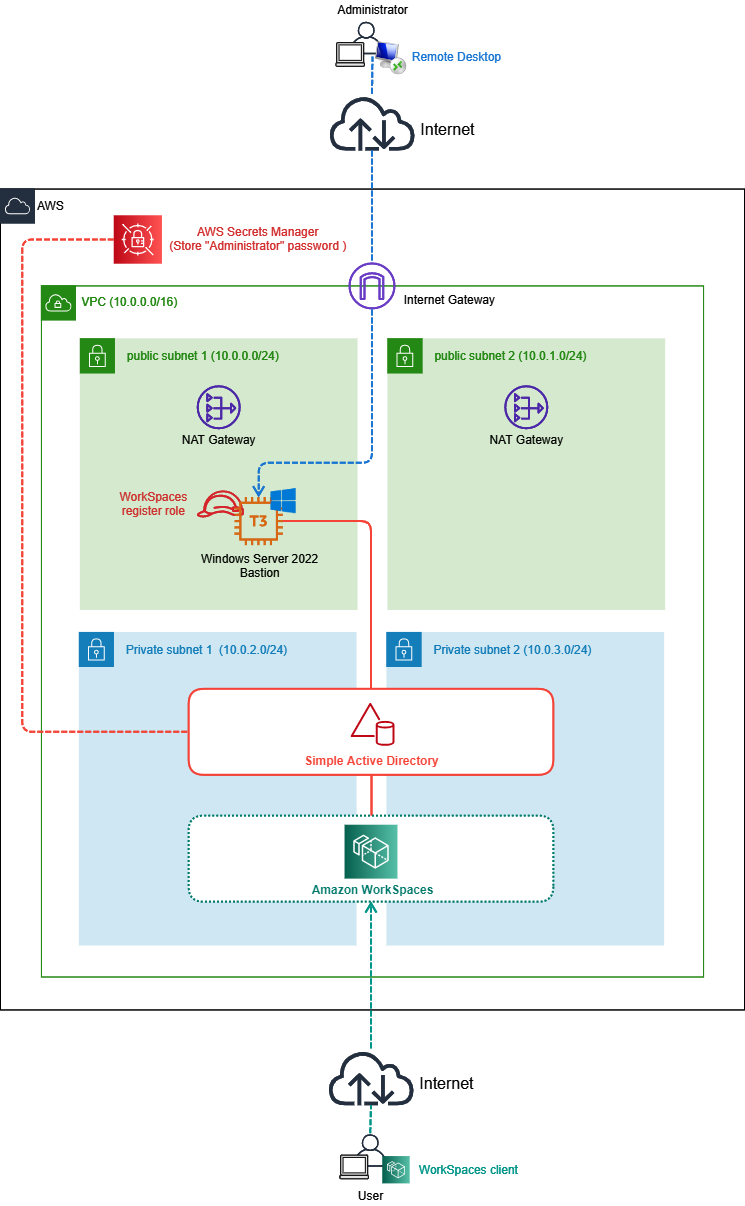 Administrator
Remote Desktop
Internet
AWS
AWS Secrets Manager
(Store "Administrator" password )
Internet Gateway
VPC (10.0.0.0/16)
public subnet 1 (10.0.0.0/24)
public subnet 2 (10.0.1.0/24)
NAT Gateway
NAT Gateway
WorkSpaces
register role
T3
Windows Server 2022
Bastion
Private subnet 1 (10.0.2.0/24)
Private subnet 2 (10.0.3.0/24)
Simple Active Directory
Amazon WorkSpaces
Internet
WorkSpaces client
User